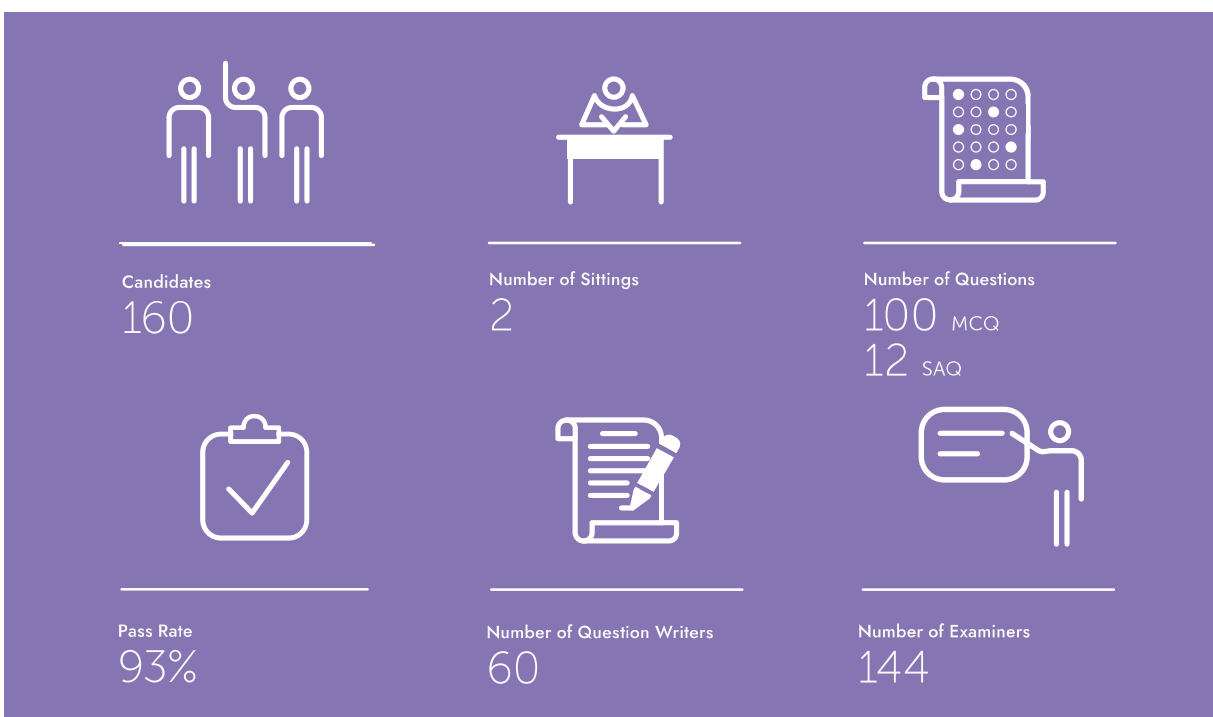 Candidates
160
Number of Sittings
2
Number of Questions
100 MCQ
12 SAQ
Pass Rate
93%
Number of Question Writers
60
Number of Examiners
144